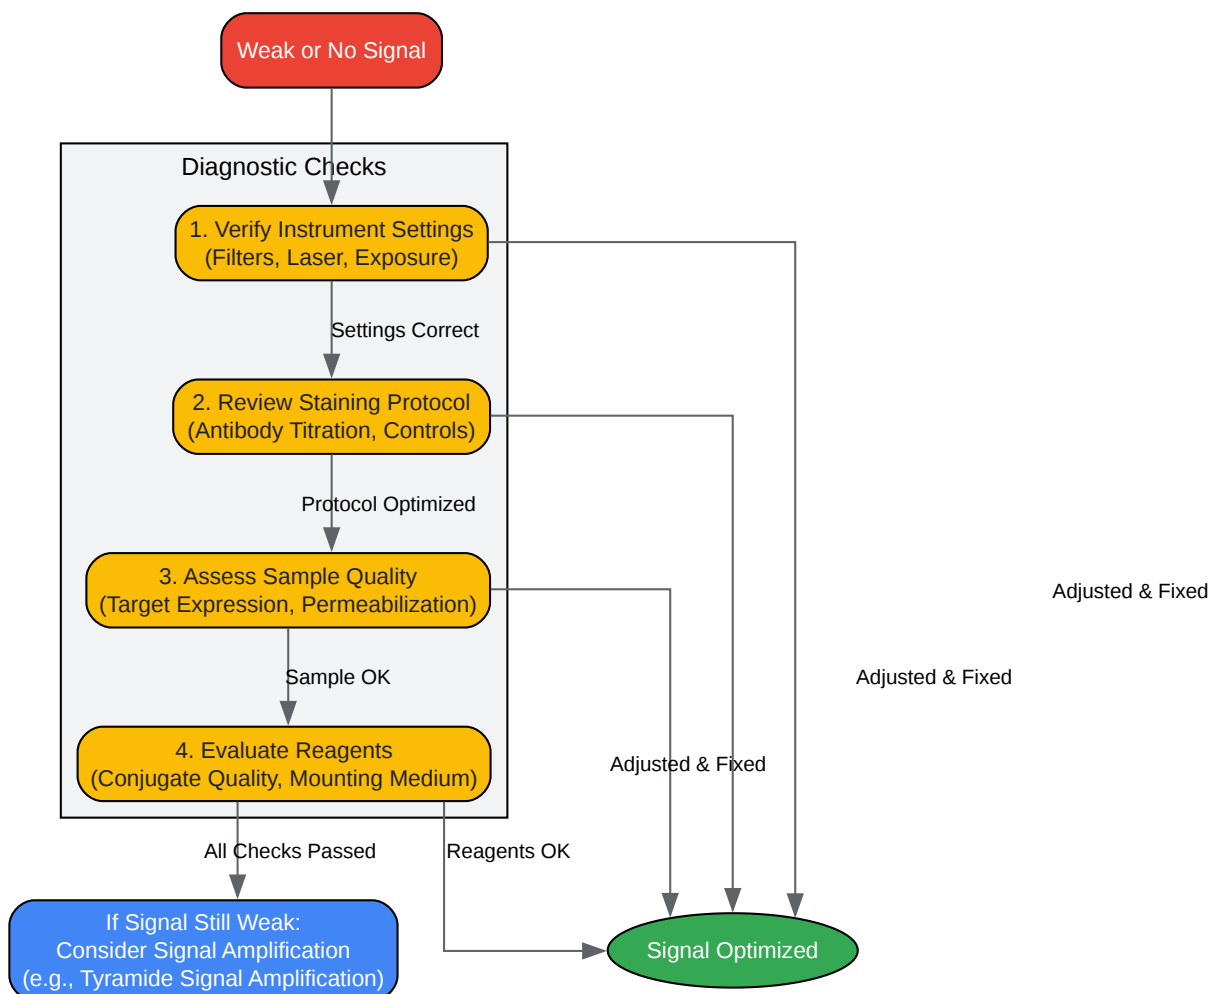 Weak or No Signal
Diagnostic Checks
1. Verify Instrument Settings
(Filters, Laser, Exposure)
Settings Correct
2. Review Staining Protocol
(Antibody Titration, Controls)
Protocol Optimized
3. Assess Sample Quality
(Target Expression, Permeabilization)
Adjusted & Fixed
Sample OK
Adjusted & Fixed
4. Evaluate Reagents
(Conjugate Quality, Mounting Medium)
Adjusted & Fixed
All Checks Passed
Reagents OK
If Signal Still Weak:
Consider Signal Amplification
(e.g., Tyramide Signal Amplification)
Signal Optimized